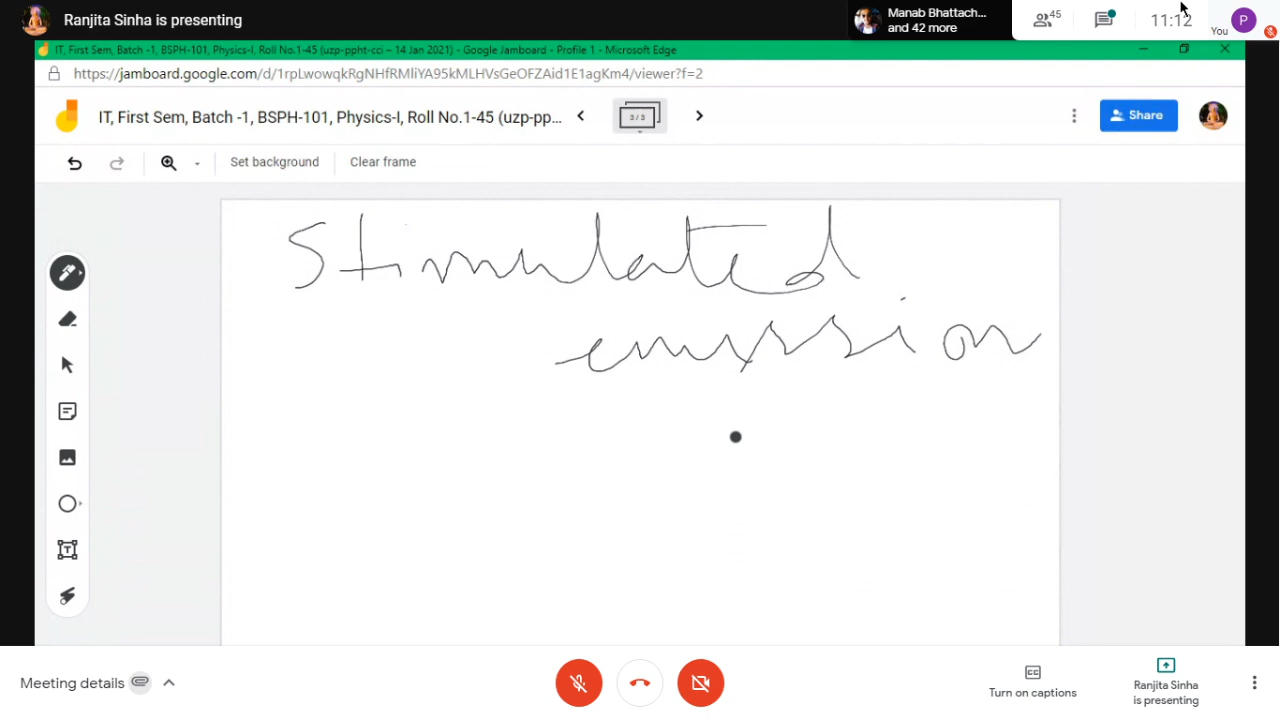 Ranjita Sinha is presenting
Manab Bhattach...
and 42 more
45
11:12
You
P
IT, First Sem, Batch -1, BSPH-101, Physics-I, Roll No.1-45 (uzp-ppht-cci – 14 Jan 2021) - Google Jamboard - Profile 1 - Microsoft Edge
https://jamboard.google.com/d/1rpLwowqkRgNHfRMliYA95kMLHVsGeOFZAid1E1agKm4/viewer?f=2
IT, First Sem, Batch -1, BSPH-101, Physics-I, Roll No.1-45 (uzp-pp...
3 / 3
Share
Set background
Clear frame
Stimulated
emission
Meeting details
CC
Turn on captions
Ranjita Sinha
is presenting